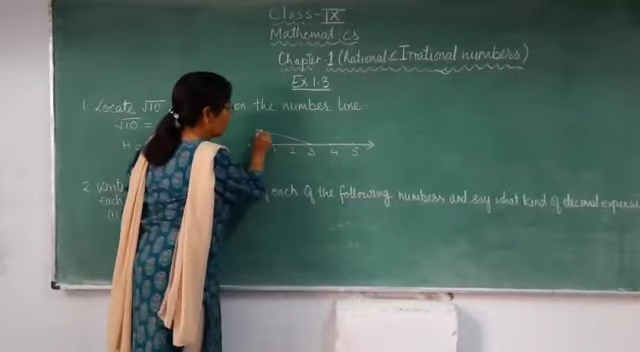 Class-IX
Mathematics
Chapter-1 (Rational & Irrational numbers)
Ex 1.3
1. Locate √10 on the number line.
√10 =
H =
1 2 3 4 5
2. Write of each of the following numbers and say what kind of decimal expansi
each
(i)